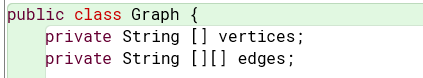 public class Graph {
    private String [] vertices;
    private String [][] edges;